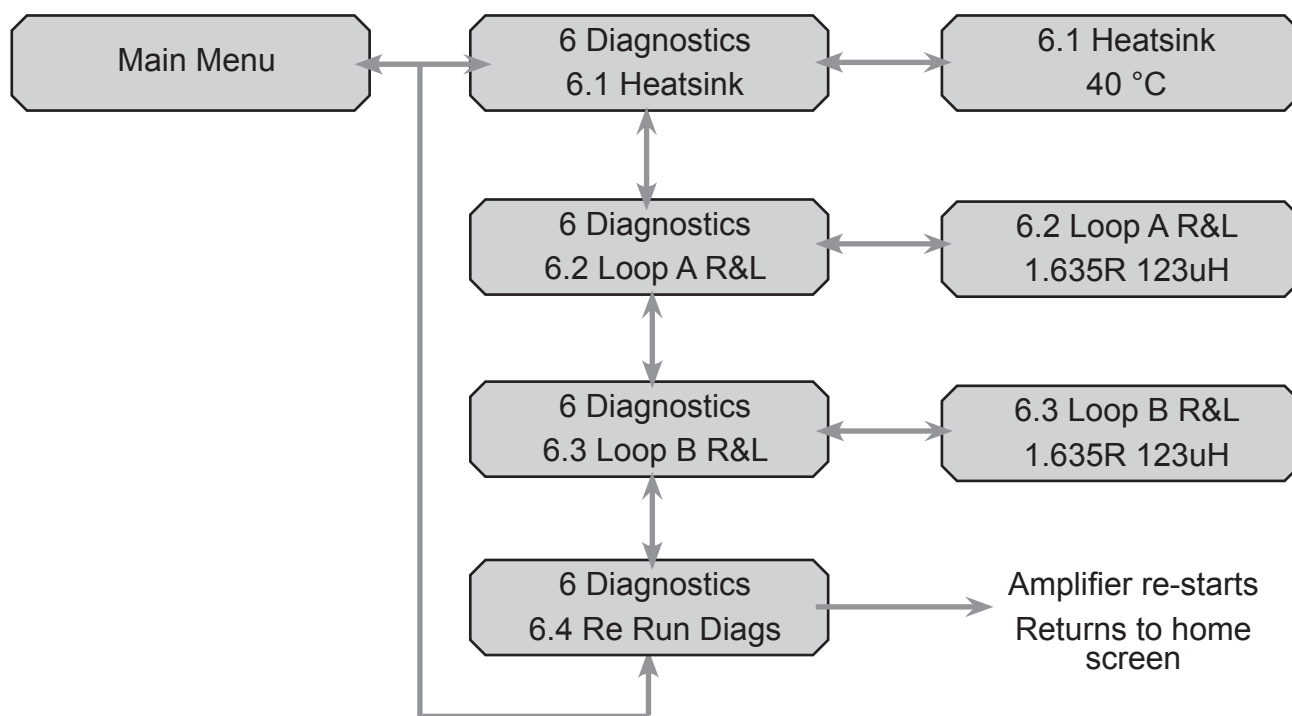 Main Menu
6 Diagnostics
6.1 Heatsink
6.1 Heatsink
40 °C
6 Diagnostics
6.2 Loop A R&L
6.2 Loop A R&L
1.635R 123uH
6 Diagnostics
6.3 Loop B R&L
6.3 Loop B R&L
1.635R 123uH
6 Diagnostics
6.4 Re Run Diags
Amplifier re-starts
Returns to home
screen